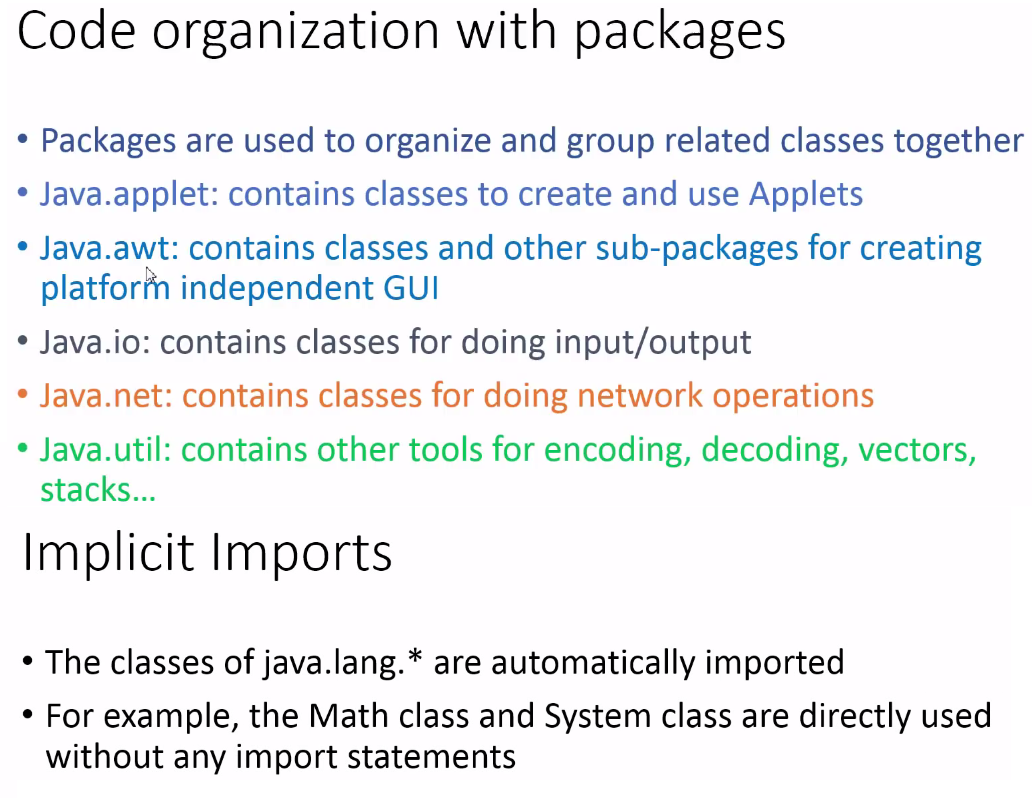 Code organization with packages
• Packages are used to organize and group related classes together
• Java.applet: contains classes to create and use Applets
• Java.awt: contains classes and other sub-packages for creating
platform independent GUI
• Java.io: contains classes for doing input/output
• Java.net: contains classes for doing network operations
• Java.util: contains other tools for encoding, decoding, vectors,
stacks…
Implicit Imports
• The classes of java.lang.* are automatically imported
• For example, the Math class and System class are directly used
without any import statements